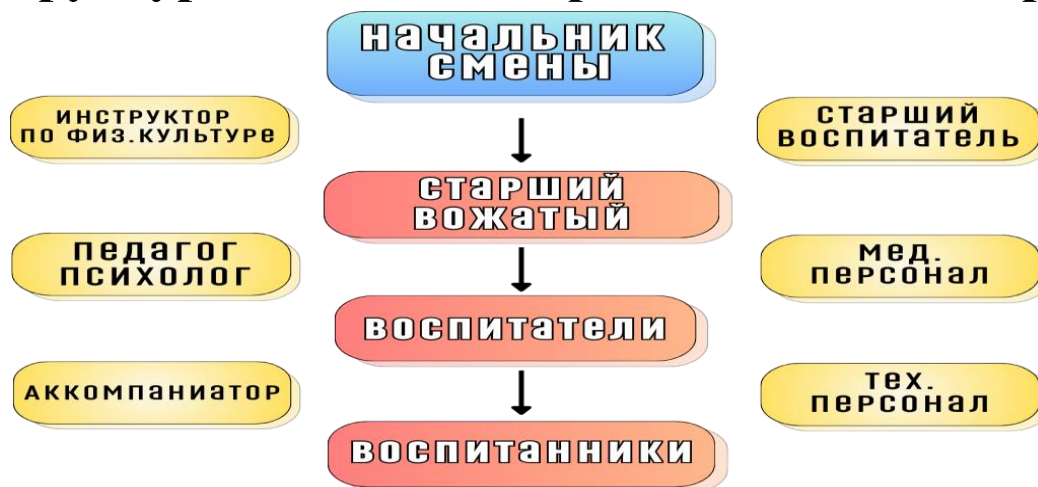 начальник
смены
инструктор
по физ.культуре
старший
воспитатель
старший
вожатый
педагог
психолог
мед.
персонал
воспитатели
аккомпаниатор
тех.
персонал
воспитанники